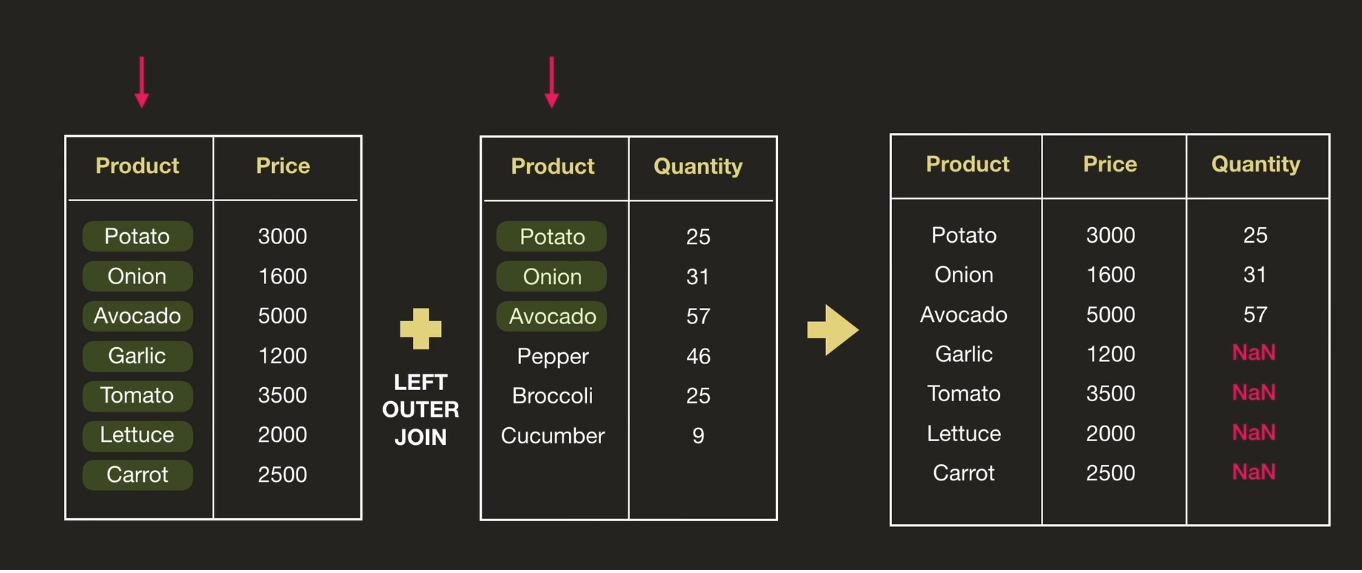 Product Price
Potato 3000
Onion 1600
Avocado 5000
Garlic 1200
Tomato 3500
Lettuce 2000
Carrot 2500
LEFT
OUTER
JOIN
Product Quantity
Potato 25
Onion 31
Avocado 57
Pepper 46
Broccoli 25
Cucumber 9
Product Price Quantity
Potato 3000 25
Onion 1600 31
Avocado 5000 57
Garlic 1200 NaN
Tomato 3500 NaN
Lettuce 2000 NaN
Carrot 2500 NaN